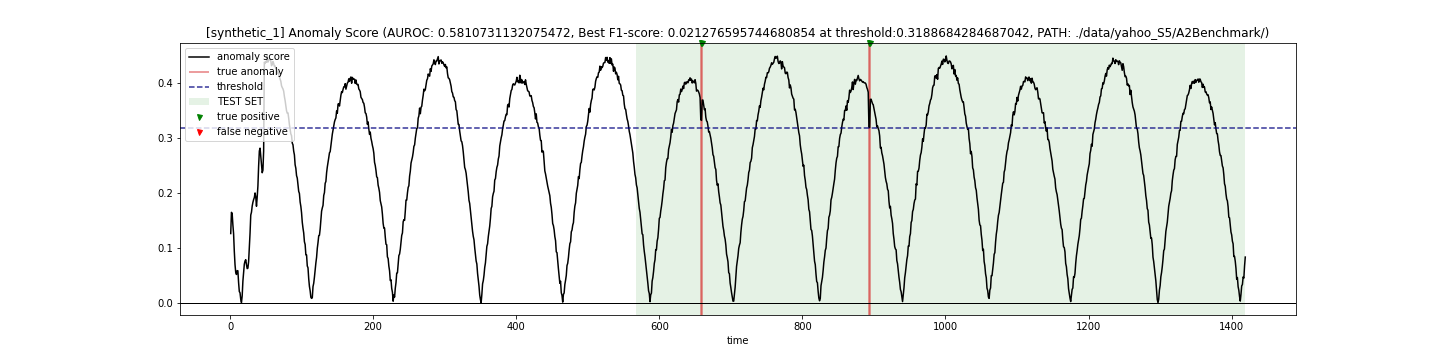 [synthetic_1] Anomaly Score (AUROC: 0.5810731132075472, Best F1-score: 0.021276595744680854 at threshold:0.3188684284687042, PATH: ./data/yahoo_S5/A2Benchmark/)
anomaly score
true anomaly
threshold
TEST SET
true positive
false negative
0.4
0.3
0.2
0.1
0.0
0 200 400 600 800 1000 1200 1400
time